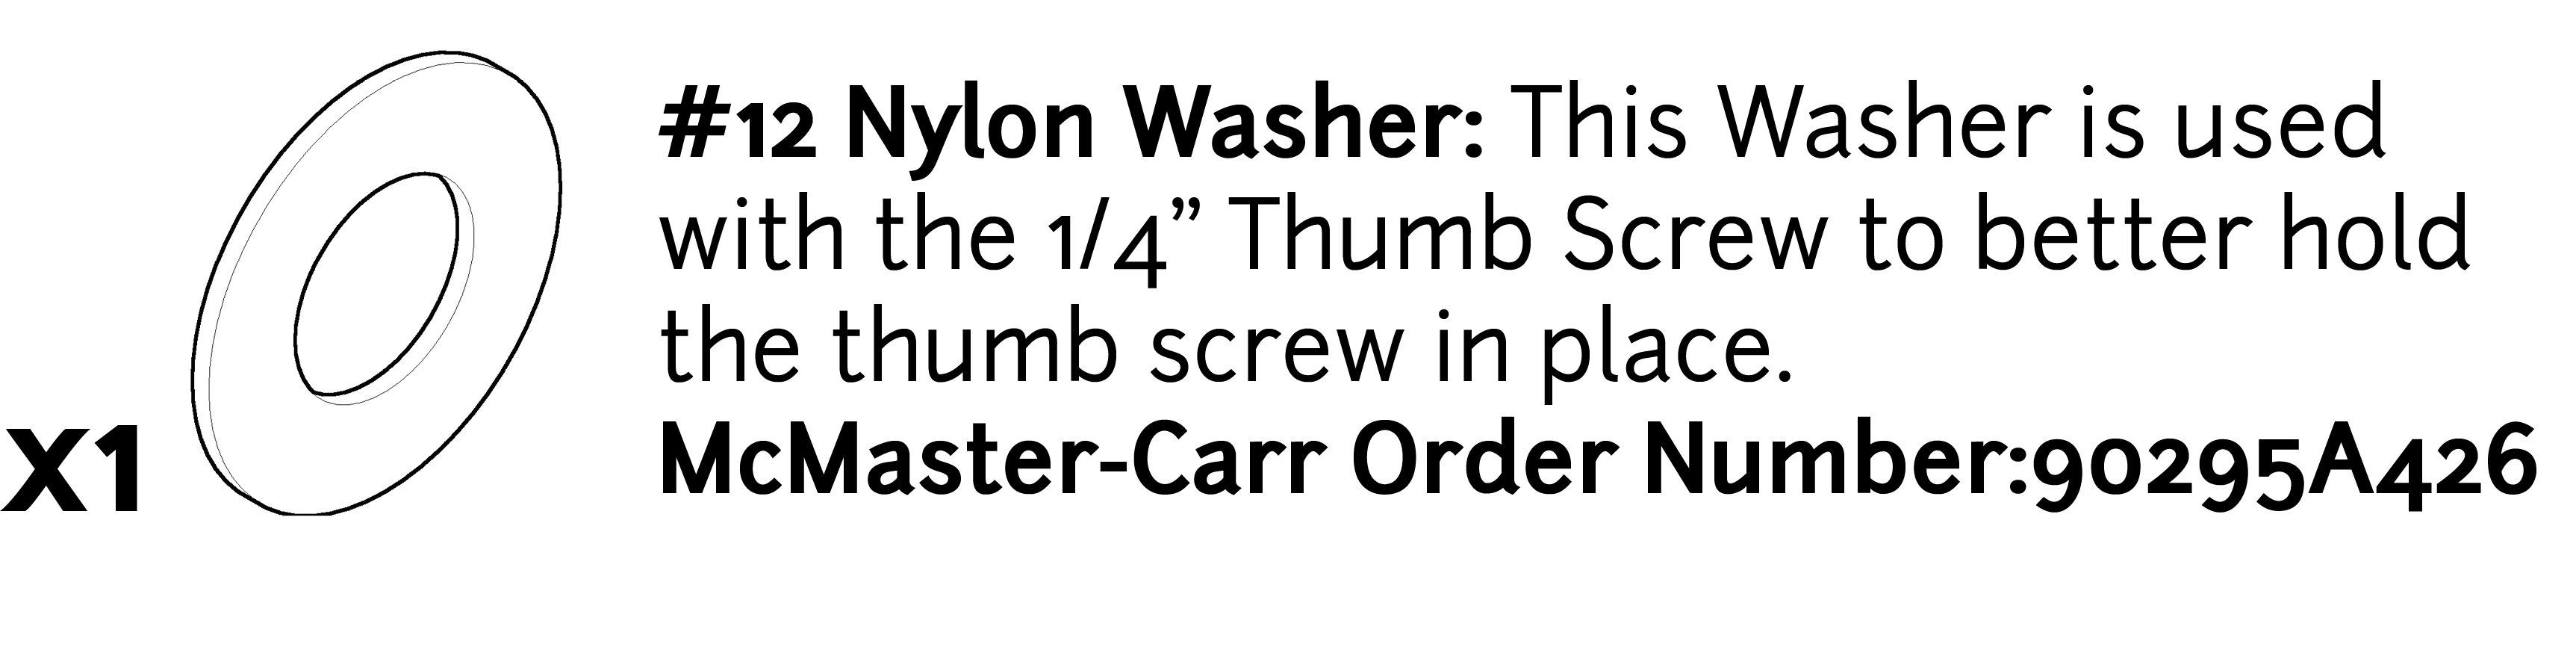 #12 Nylon Washer: This Washer is used
with the 1/4” Thumb Screw to better hold
the thumb screw in place.
McMaster-Carr Order Number:90295A426
X1